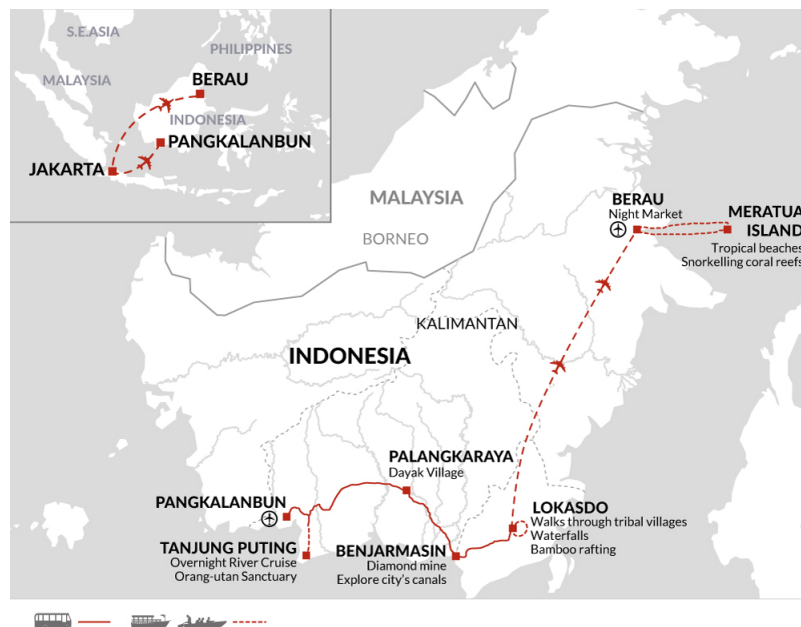 S.E.ASIA
PHILIPPINES
MALAYSIA
BERAU
INDONESIA
PANGKALANBUN
JAKARTA
MALAYSIA
BORNEO
BERAU
Night Market
MERATUA
ISLAND
Tropical beaches
Snorkelling coral reefs
KALIMANTAN
INDONESIA
PALANGKARAYA
Dayak Village
PANGKALANBUN
LOKASDO
Walks through tribal villages
Waterfalls
Bamboo rafting
TANJUNG PUTING
Overnight River Cruise
Orang-utan Sanctuary
BENJARMASIN
Diamond mine
Explore city's canals